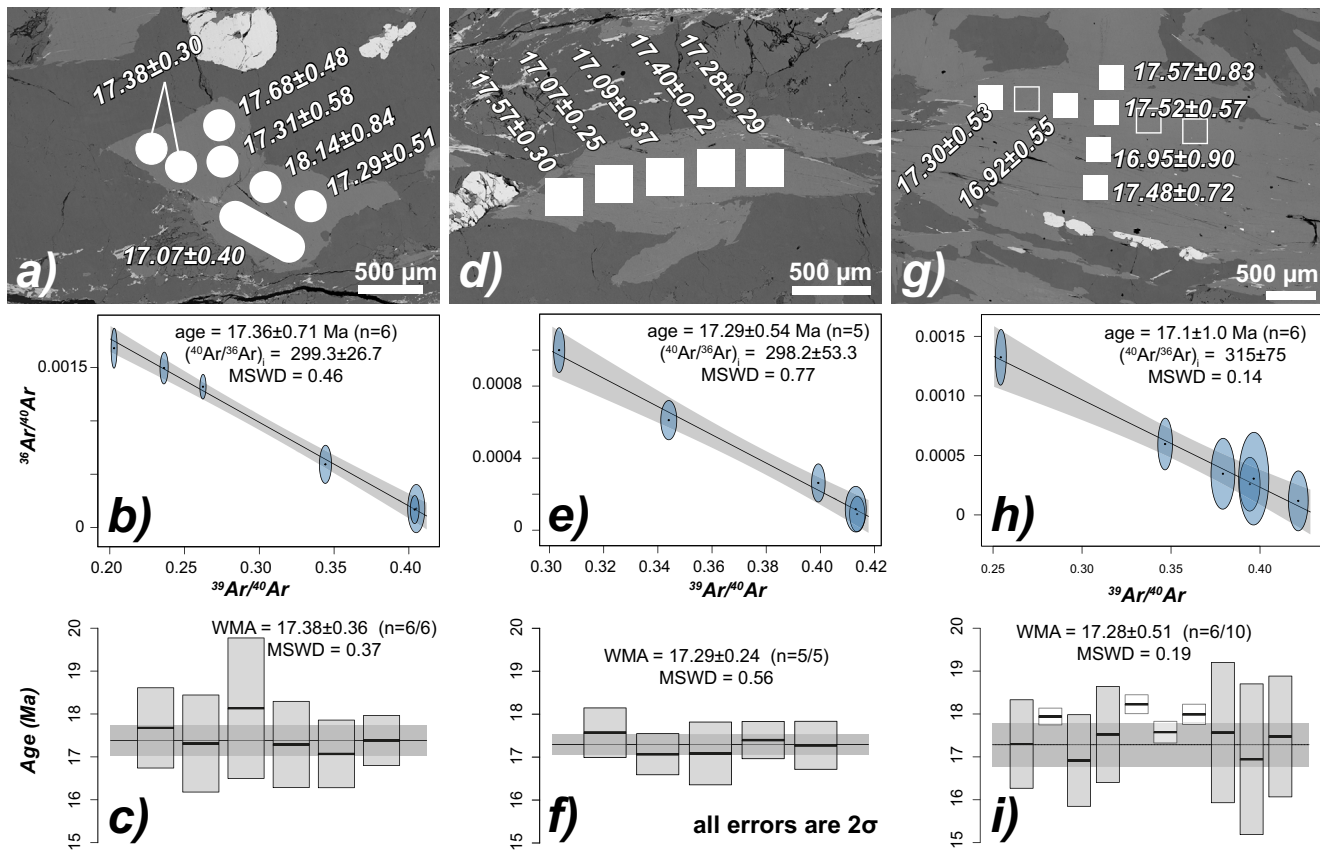 17.38±0.30
17.68±0.48
17.31±0.58
18.14±0.84
17.29±0.51
17.07±0.40
a)
500 µm
17.57±0.30
17.07±0.25
17.09±0.37
17.40±0.22
17.28±0.29
d)
500 µm
17.57±0.83
17.52±0.57
17.30±0.53
16.92±0.55
16.95±0.90
17.48±0.72
g)
500 µm
age = 17.36±0.71 Ma (n=6)
(⁴⁰Ar/³⁶Ar)ᵢ = 299.3±26.7
MSWD = 0.46
0.0015
0
³⁶Ar/⁴⁰Ar
b)
0.20 0.25 0.30 0.35 0.40
³⁹Ar/⁴⁰Ar
age = 17.29±0.54 Ma (n=5)
(⁴⁰Ar/³⁶Ar)ᵢ = 298.2±53.3
MSWD = 0.77
0.0008
0.0004
0
e)
0.30 0.32 0.34 0.36 0.38 0.40 0.42
³⁹Ar/⁴⁰Ar
age = 17.1±1.0 Ma (n=6)
(⁴⁰Ar/³⁶Ar)ᵢ = 315±75
MSWD = 0.14
0.0015
0.0010
0.0005
0
h)
0.25 0.30 0.35 0.40
³⁹Ar/⁴⁰Ar
WMA = 17.38±0.36 (n=6/6)
MSWD = 0.37
20
19
18
17
16
15
Age (Ma)
c)
WMA = 17.29±0.24 (n=5/5)
MSWD = 0.56
20
19
18
17
16
15
f)
all errors are 2σ
WMA = 17.28±0.51 (n=6/10)
MSWD = 0.19
20
19
18
17
16
15
i)